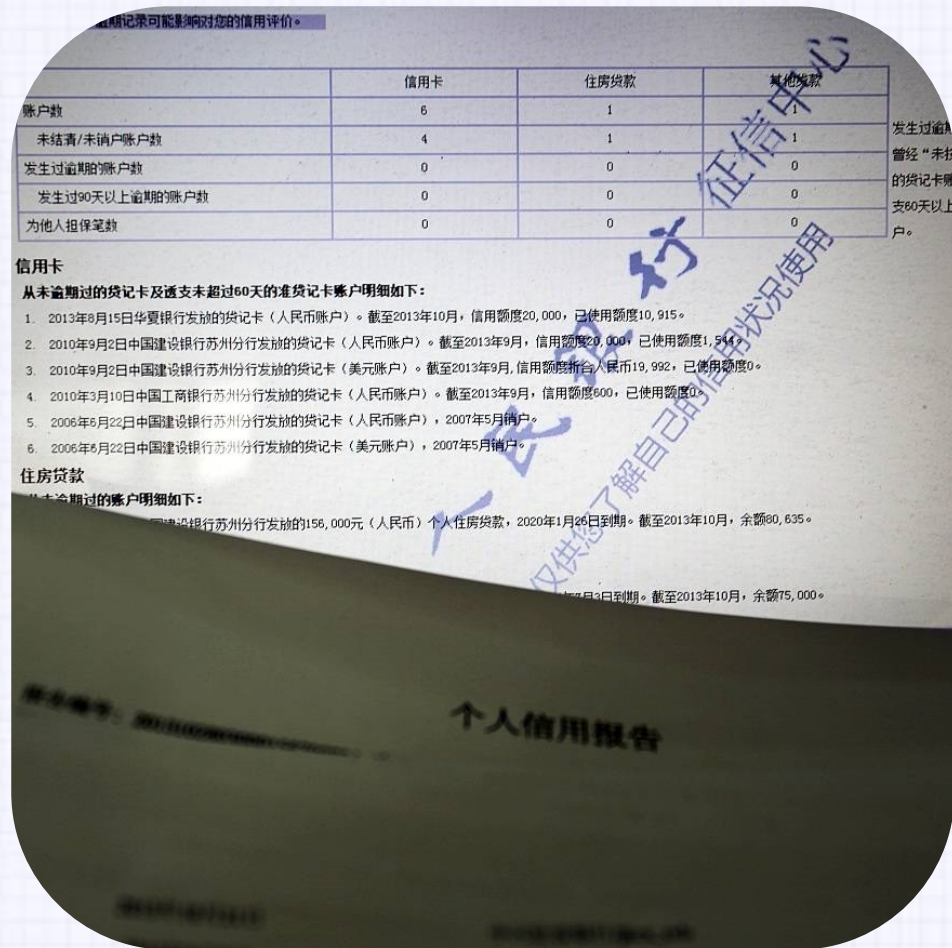 逾期记录可能影响对您的信用评价。
信用卡 住房贷款 其他贷款
账户数 6 1 1
未结清/未销户账户数 4 1 1
发生过逾期的账户数 0 0 0
发生过90天以上逾期的账户数 0 0 0
为他人担保笔数 0 0 0
发生过逾期
曾经“未按
的贷记卡账
支60天以上
户。
信用卡
从未逾期过的贷记卡及透支未超过60天的准贷记卡账户明细如下：
1. 2013年8月15日华夏银行发放的贷记卡（人民币账户）。截至2013年10月，信用额度20,000，已使用额度10,915。
2. 2010年9月2日中国建设银行苏州分行发放的贷记卡（人民币账户）。截至2013年9月，信用额度20,000，已使用额度1,544。
3. 2010年9月2日中国建设银行苏州分行发放的贷记卡（美元账户）。截至2013年9月,信用额度折合人民币19,992，已使用额度0。
4. 2010年3月10日中国工商银行苏州分行发放的贷记卡（人民币账户）。截至2013年9月，信用额度600，已使用额度0。
5. 2006年6月22日中国建设银行苏州分行发放的贷记卡（人民币账户），2007年5月销户。
6. 2006年6月22日中国建设银行苏州分行发放的贷记卡（美元账户），2007年5月销户。
住房贷款
从未逾期过的账户明细如下：
国建设银行苏州分行发放的156,000元（人民币）个人住房贷款，2020年1月26日到期。截至2013年10月，余额80,635。
月3日到期。截至2013年10月，余额75,000。
人民银行 征信中心
仅供您了解自己的信用状况使用
个人信用报告